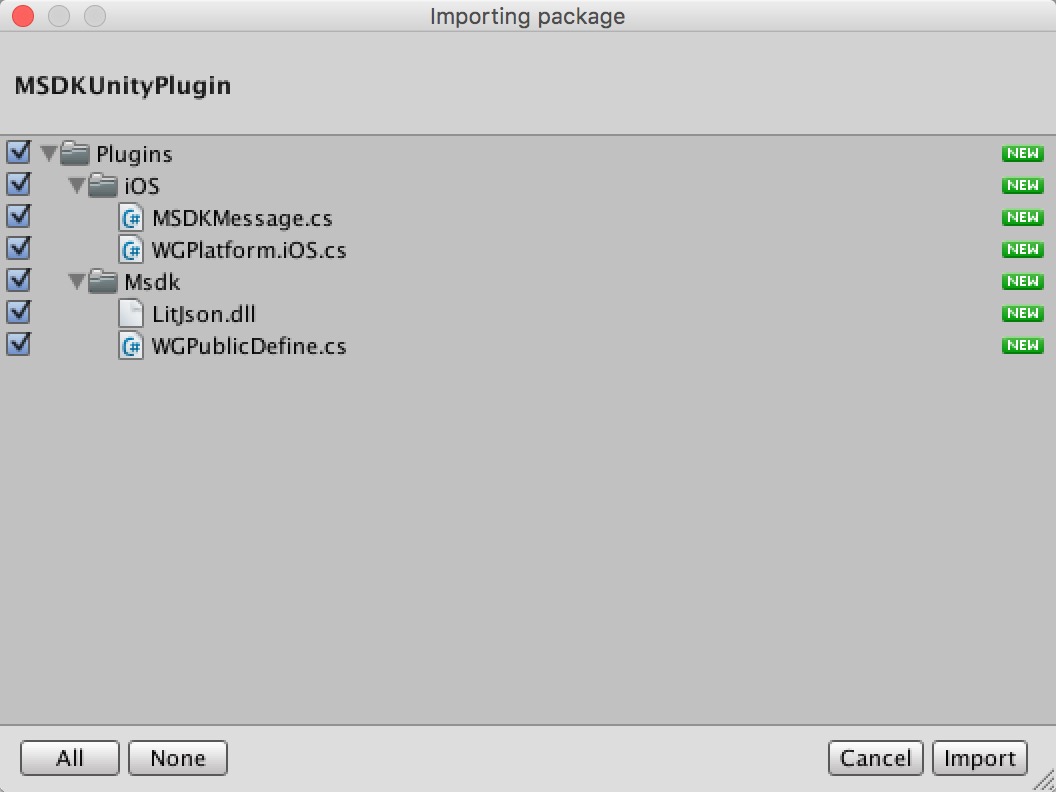 Importing package
MSDKUnityPlugin
Plugins NEW
iOS NEW
C# MSDKMessage.cs NEW
C# WGPlatform.iOS.cs NEW
Msdk NEW
LitJson.dll NEW
C# WGPublicDefine.cs NEW
All None Cancel Import